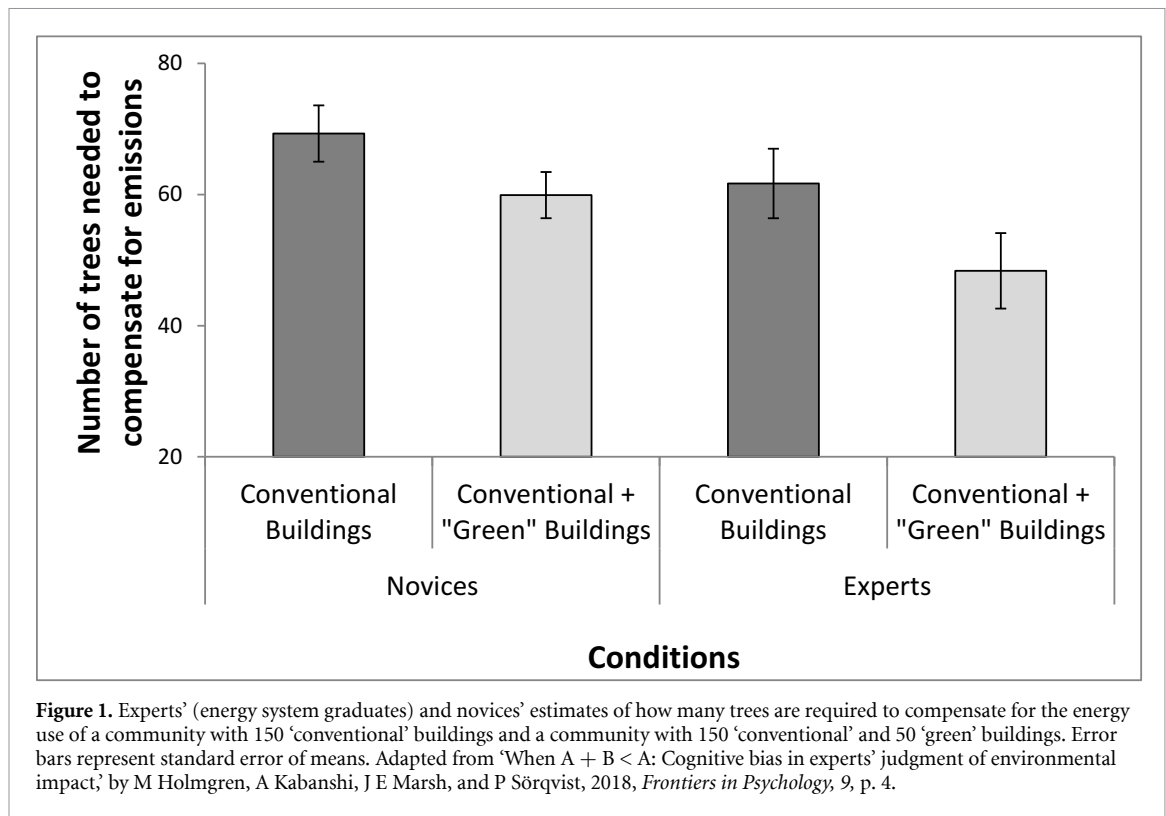 Number of trees needed to
compensate for emissions
80
60
40
20
Conventional
Buildings
Conventional +
"Green" Buildings
Conventional
Buildings
Conventional +
"Green" Buildings
Novices
Experts
Conditions
Figure 1. Experts’ (energy system graduates) and novices’ estimates of how many trees are required to compensate for the energy
use of a community with 150 ‘conventional’ buildings and a community with 150 ‘conventional’ and 50 ‘green’ buildings. Error
bars represent standard error of means. Adapted from ‘When A + B < A: Cognitive bias in experts’ judgment of environmental
impact,’ by M Holmgren, A Kabanshi, J E Marsh, and P Sörqvist, 2018, Frontiers in Psychology, 9, p. 4.